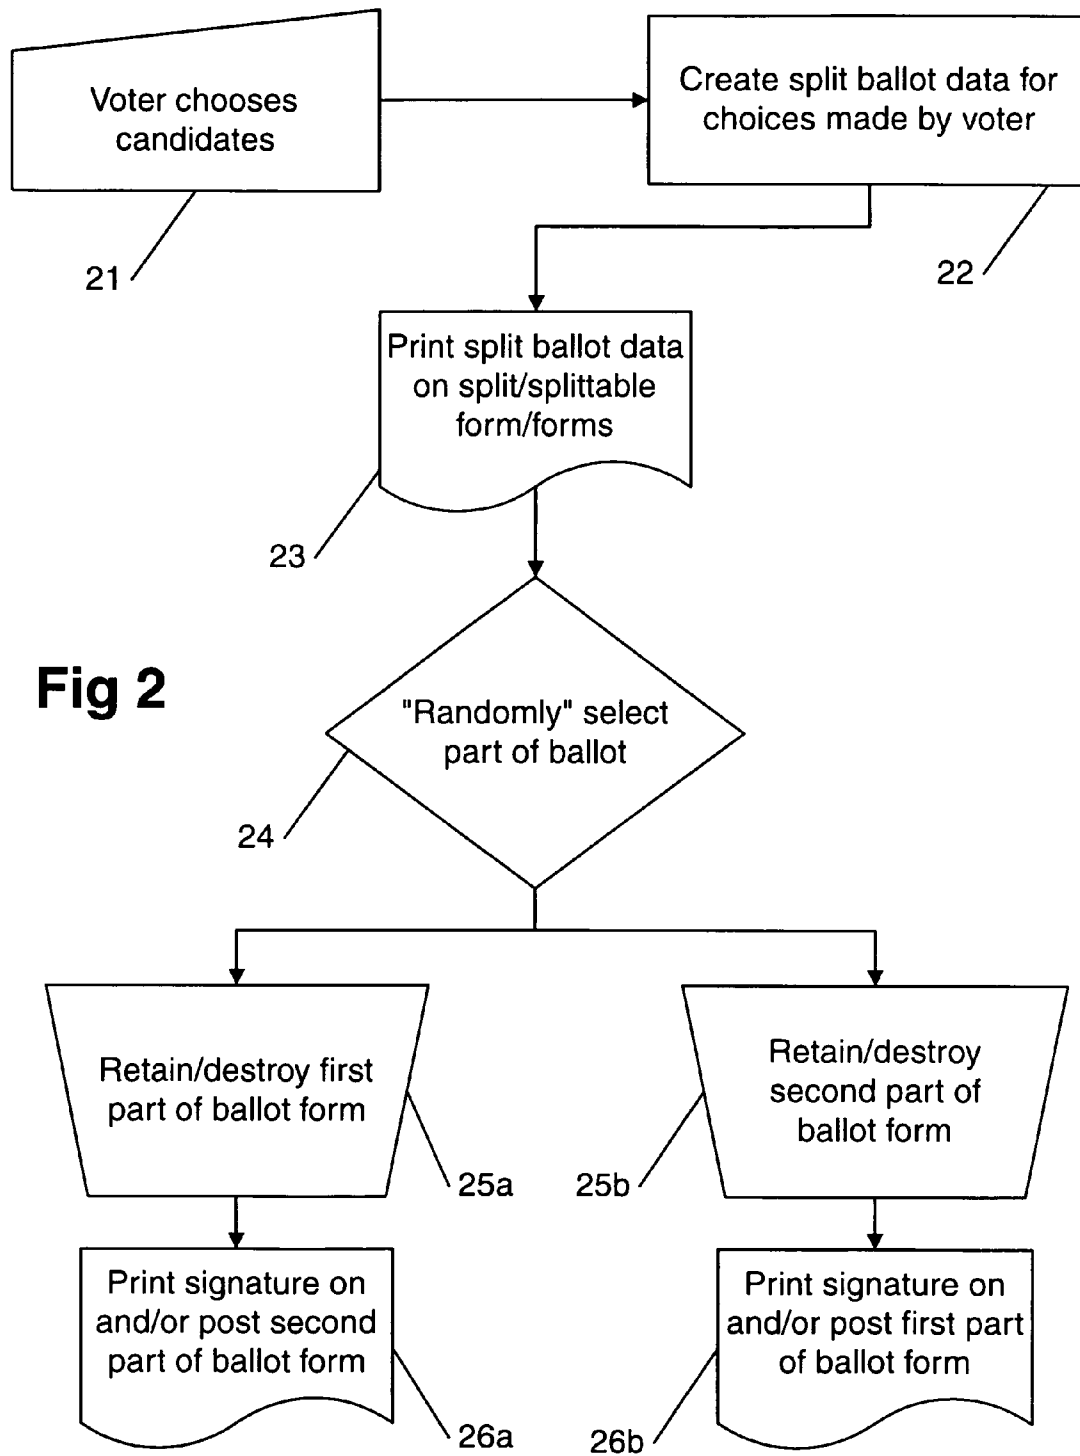 Voter chooses
candidates
Create split ballot data for
choices made by voter
21
22
Print split ballot data
on split/splittable
form/forms
23
Fig 2
"Randomly" select
part of ballot
24
Retain/destroy first
part of ballot form
Retain/destroy
second part of
ballot form
25a
25b
Print signature on
and/or post second
part of ballot form
Print signature on
and/or post first part
of ballot form
26a
26b